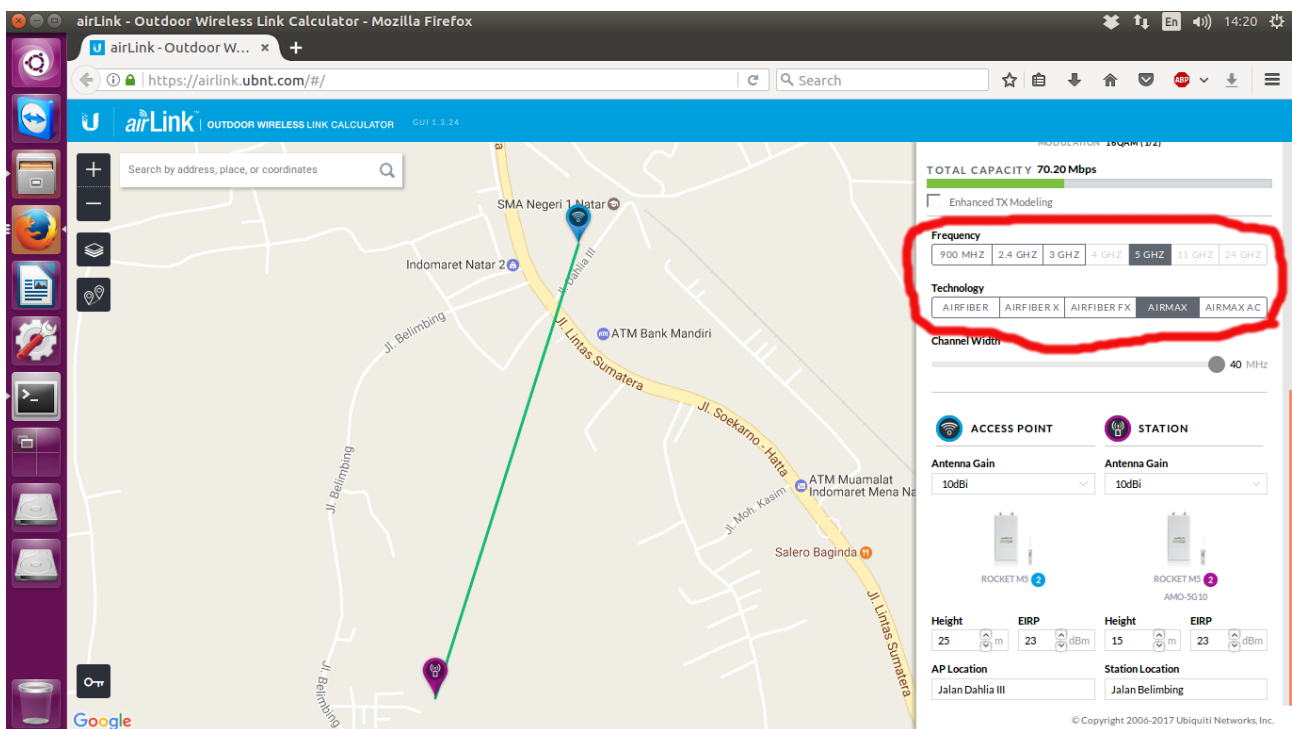 airLink - Outdoor Wireless Link Calculator - Mozilla Firefox
En
14:20
airLink - Outdoor W... × +
https://airlink.ubnt.com/#/
Search
ABP
U airLink™ | OUTDOOR WIRELESS LINK CALCULATOR GUI 1.3.24
+
−
Search by address, place, or coordinates
SMA Negeri 1 Natar
Indomaret Natar 2
Jl. Dahlia III
Jl. Belimbing
ATM Bank Mandiri
Jl. Lintas Sumatera
Jl. Soekarno - Hatta
Jl. Belimbing
ATM Muamalat
Indomaret Mena Na
Jl. Moh. Kasim
Salero Baginda
Jl. Lintas Sumatera
Jl. Belimbing
Google
MODULATION 16QAM (1/2)
TOTAL CAPACITY 70.20 Mbps
Enhanced TX Modeling
Frequency
900 MHZ 2.4 GHZ 3 GHZ 4 GHZ 5 GHZ 11 GHZ 24 GHZ
Technology
AIRFIBER AIRFIBER X AIRFIBER FX AIRMAX AIRMAX AC
Channel Width
40 MHz
ACCESS POINT STATION
Antenna Gain Antenna Gain
10dBi 10dBi
ROCKET M5 2 ROCKET M5 2
AMO-5G10
Height EIRP Height EIRP
25 m 23 dBm 15 m 23 dBm
AP Location Station Location
Jalan Dahlia III Jalan Belimbing
© Copyright 2006-2017 Ubiquiti Networks, Inc.